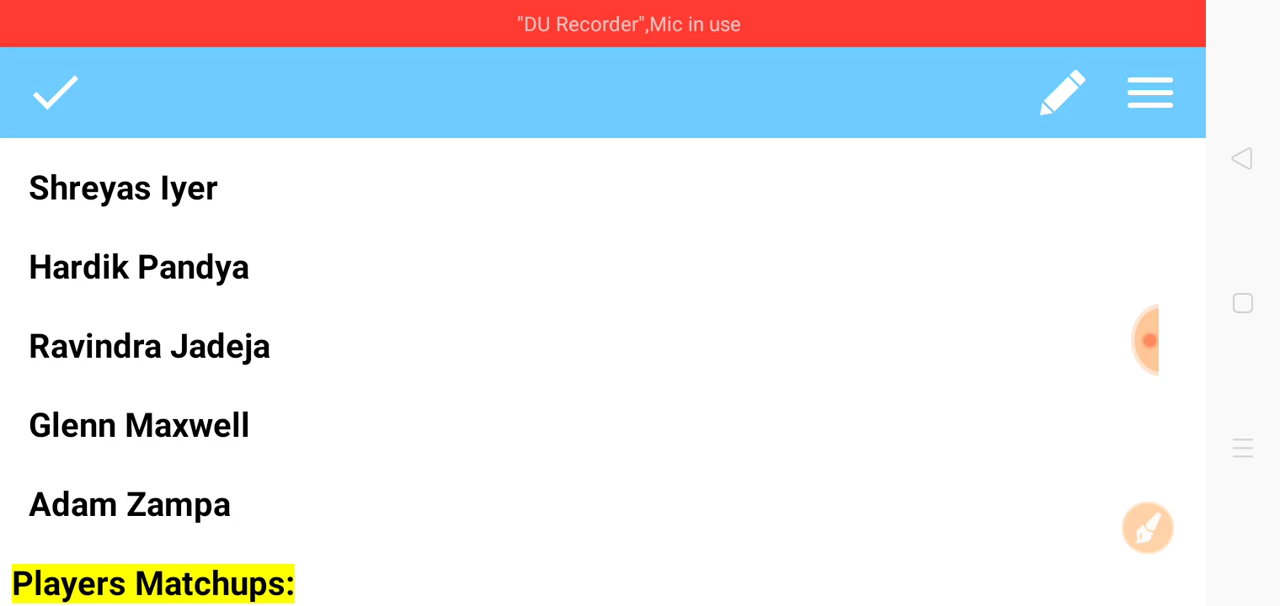 "DU Recorder",Mic in use
Shreyas Iyer
Hardik Pandya
Ravindra Jadeja
Glenn Maxwell
Adam Zampa
Players Matchups: